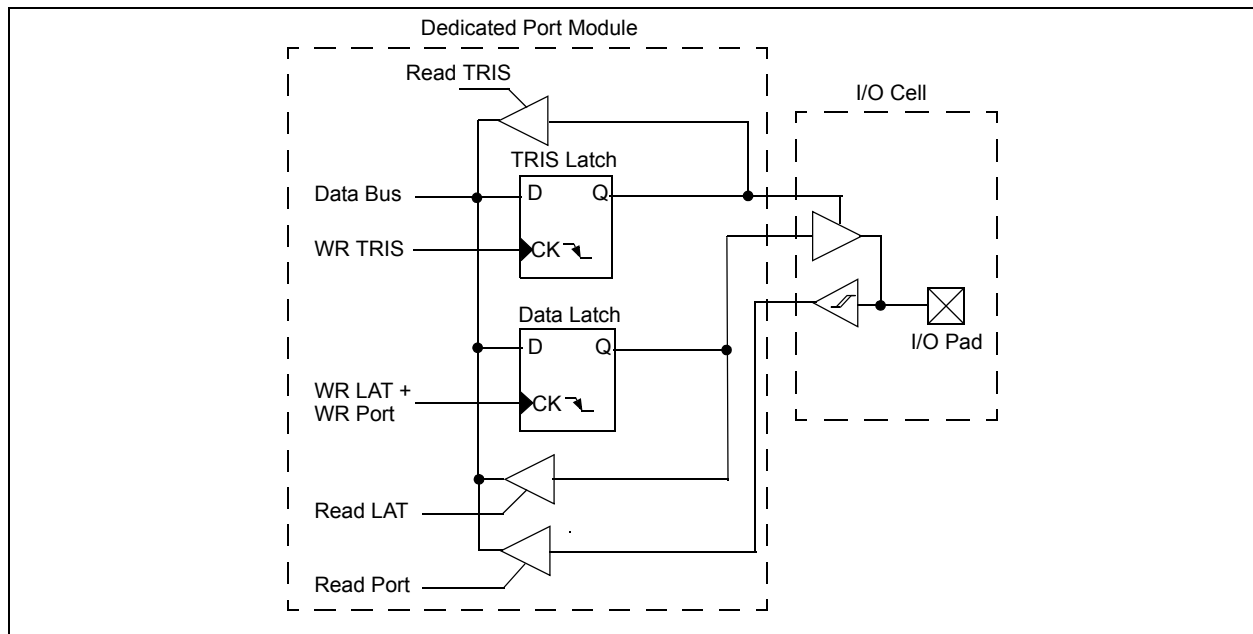 Dedicated Port Module
Read TRIS
I/O Cell
TRIS Latch
Data Bus
D
Q
WR TRIS
CK
Data Latch
I/O Pad
D
Q
WR LAT +
WR Port
CK
Read LAT
Read Port